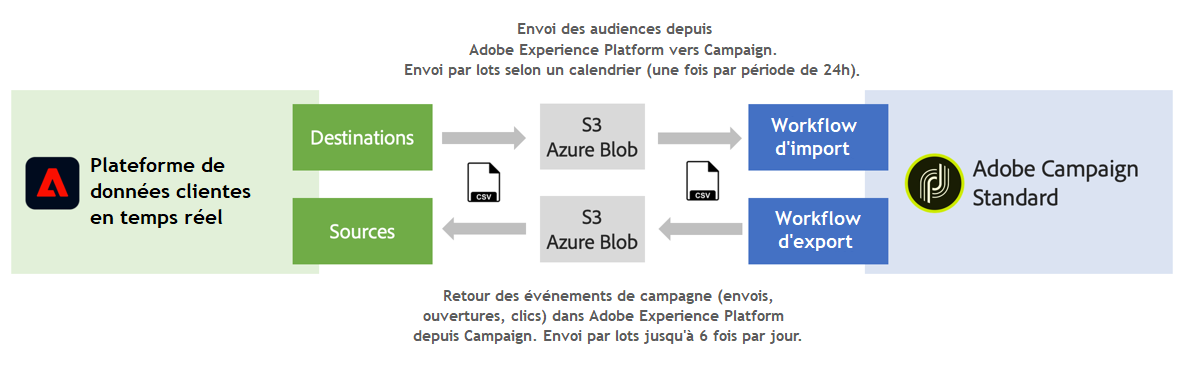 Envoi des audiences depuis
Adobe Experience Platform vers Campaign.
Envoi par lots selon un calendrier (une fois par période de 24h).
Plateforme de
données clientes
en temps réel
Destinations
S3
Azure Blob
Workflow
d'import
CSV
CSV
Adobe Campaign
Standard
Sources
S3
Azure Blob
Workflow
d'export
Retour des événements de campagne (envois,
ouvertures, clics) dans Adobe Experience Platform
depuis Campaign. Envoi par lots jusqu'à 6 fois par jour.